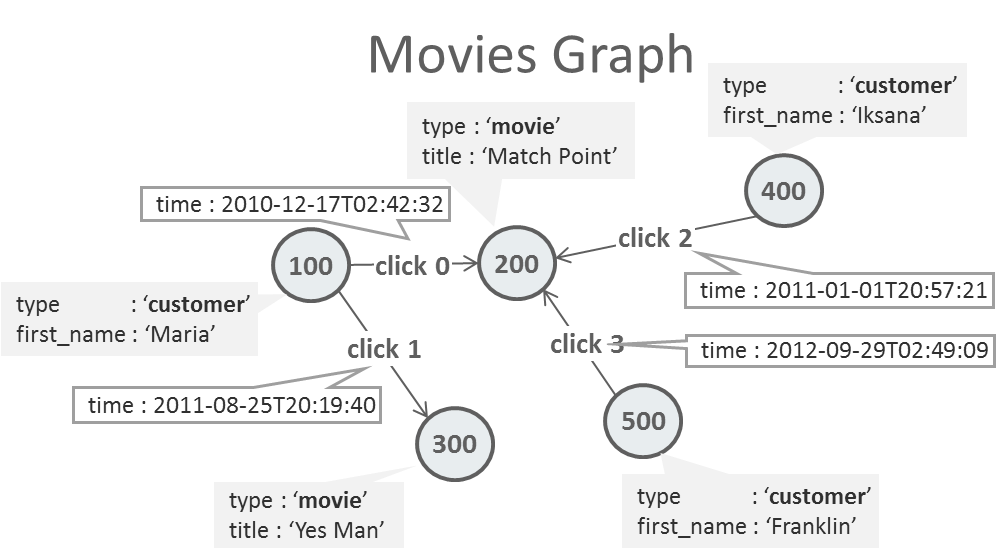 Movies Graph
type : ‘customer’
first_name : ‘Iksana’
type : ‘movie’
title : ‘Match Point’
400
time : 2010-12-17T02:42:32
click 2
100
click 0
200
time : 2011-01-01T20:57:21
type : ‘customer’
first_name : ‘Maria’
click 1
click 3
time : 2012-09-29T02:49:09
time : 2011-08-25T20:19:40
300
500
type : ‘movie’
title : ‘Yes Man’
type : ‘customer’
first_name : ‘Franklin’